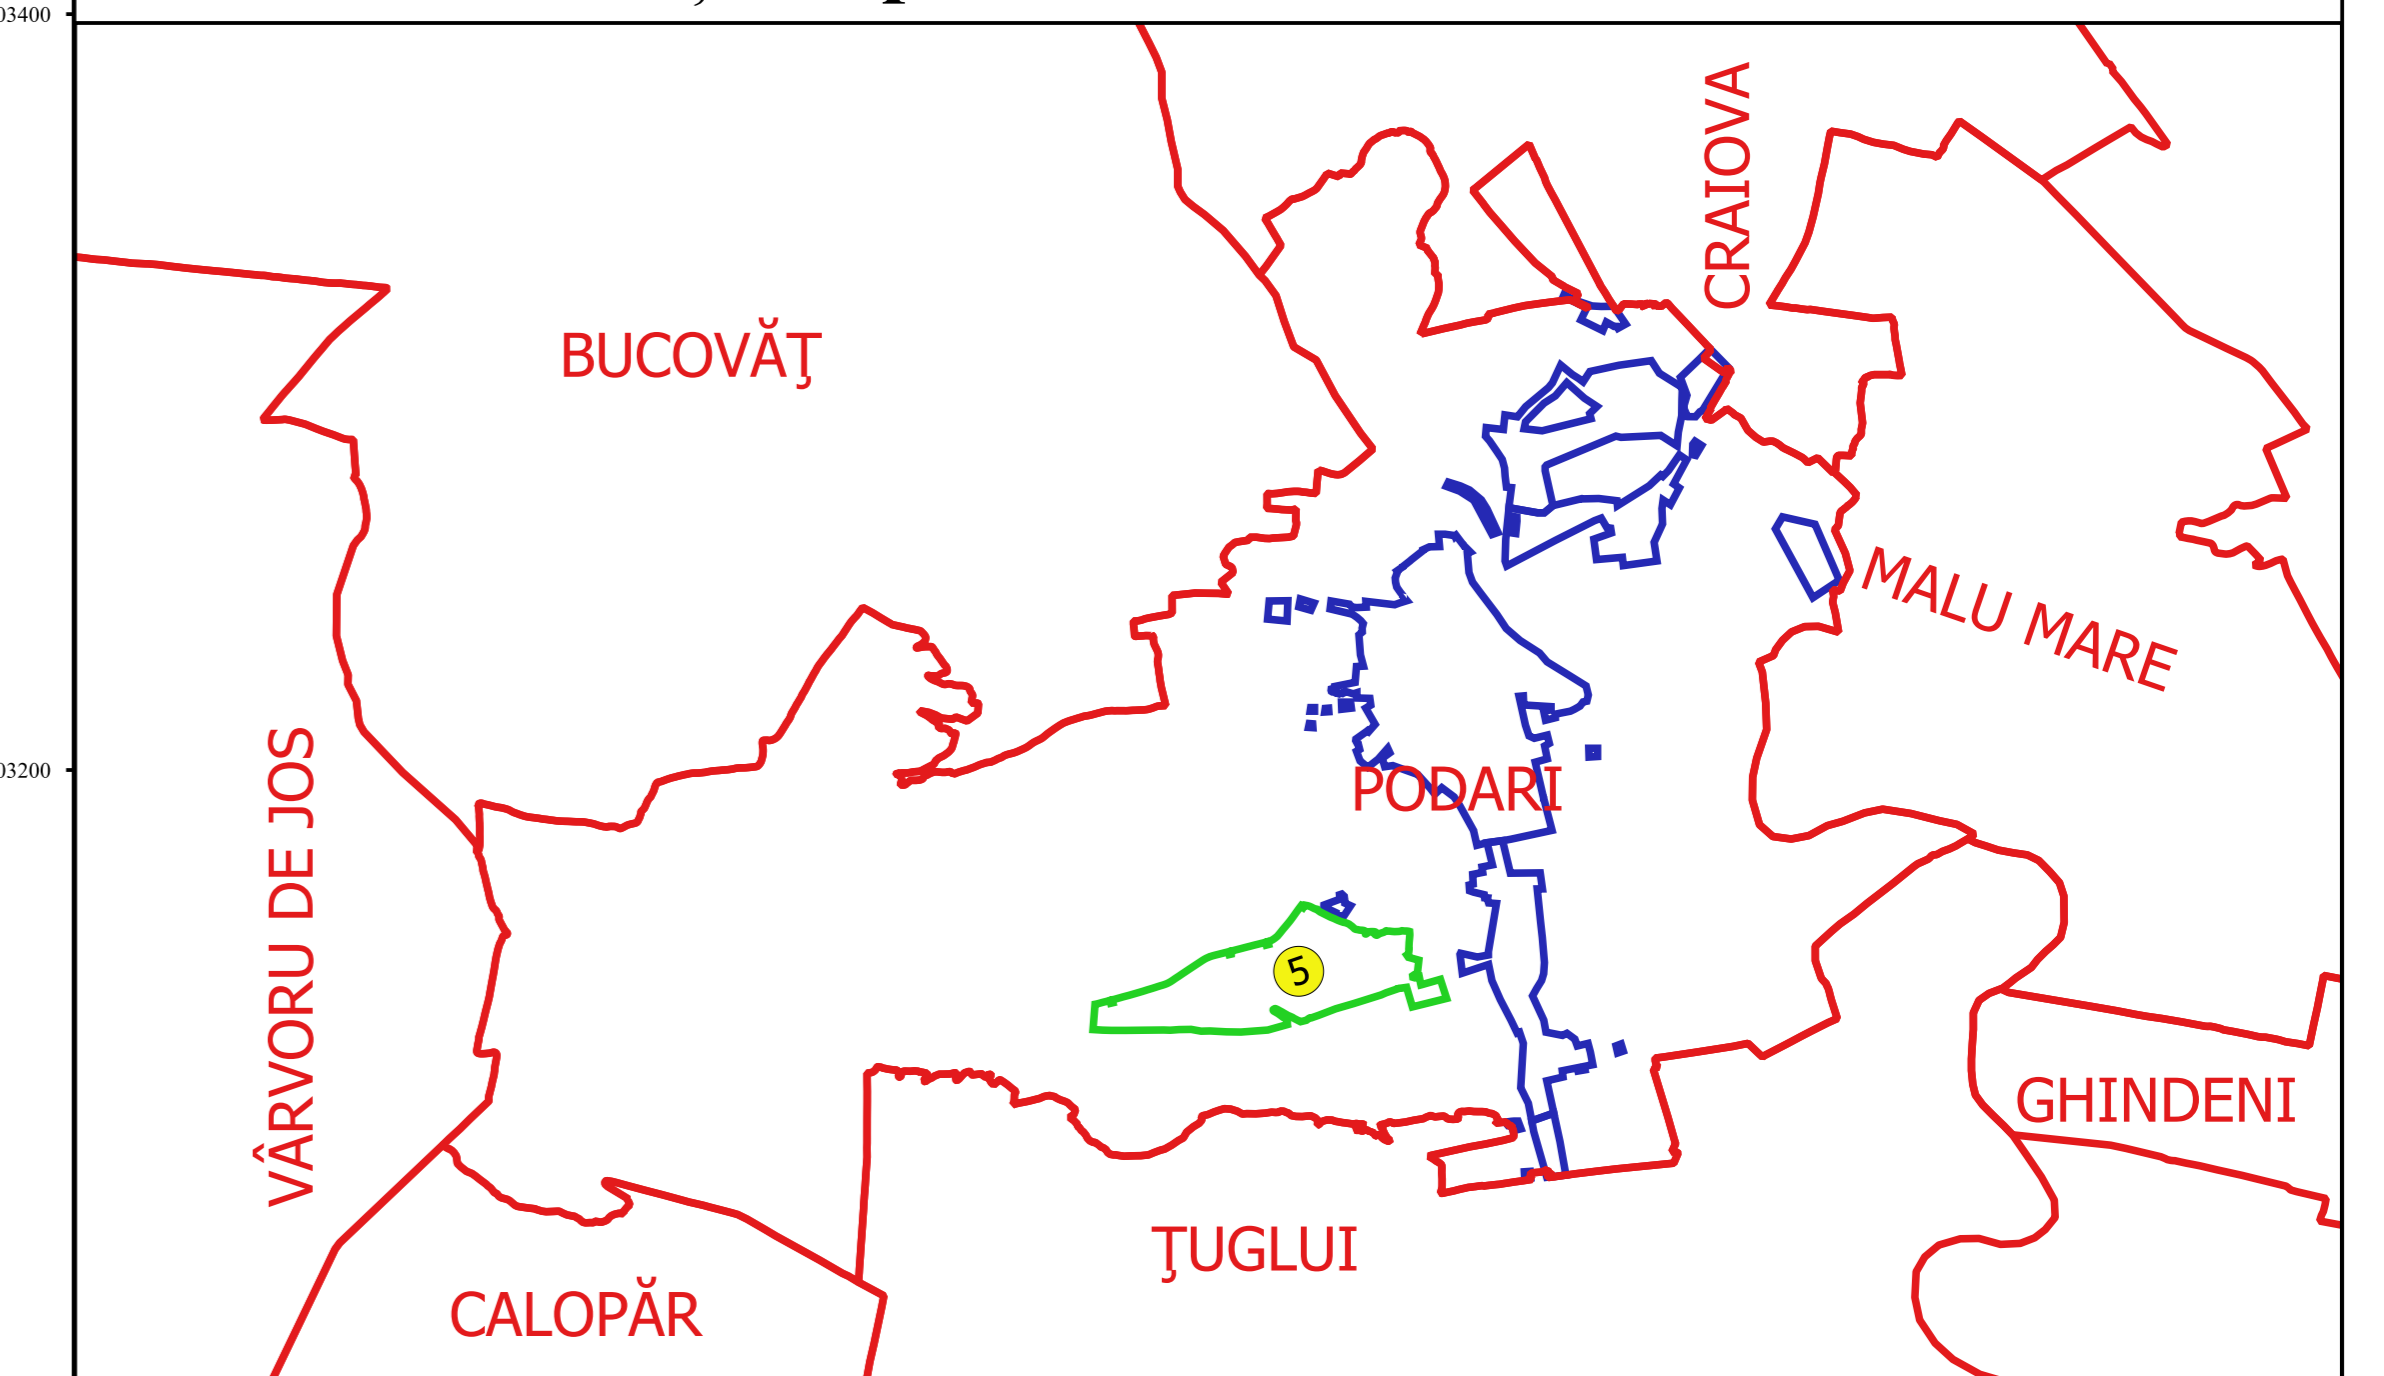 03400
CRAIOVA
BUCOVĂŢ
MALU MARE
VÂRVORU DE JOS
03200
PODARI
5
GHINDENI
ŢUGLUI
CALOPĂR